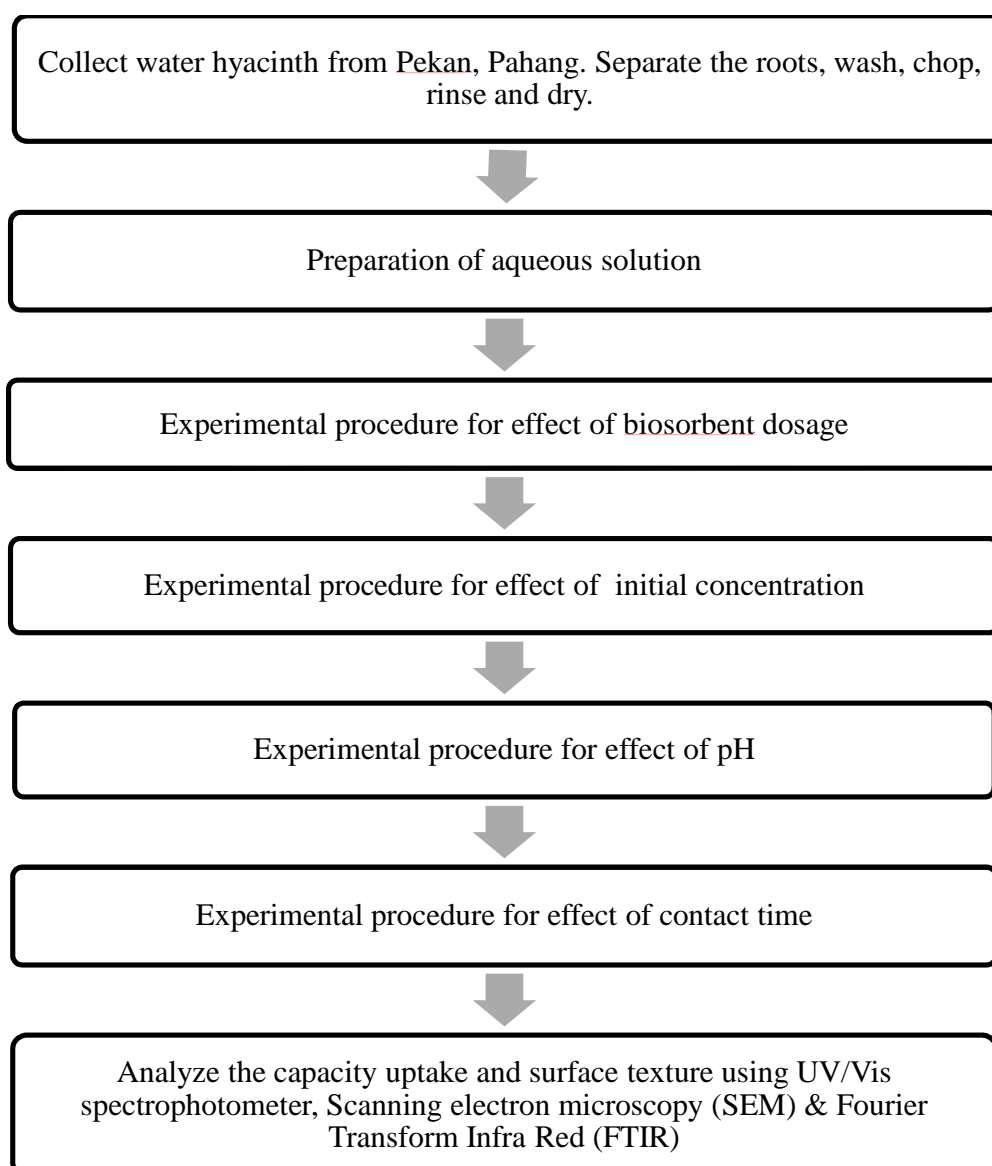 Collect water hyacinth from Pekan, Pahang. Separate the roots, wash, chop,
rinse and dry.
Preparation of aqueous solution
Experimental procedure for effect of biosorbent dosage
Experimental procedure for effect of initial concentration
Experimental procedure for effect of pH
Experimental procedure for effect of contact time
Analyze the capacity uptake and surface texture using UV/Vis
spectrophotometer, Scanning electron microscopy (SEM) & Fourier
Transform Infra Red (FTIR)